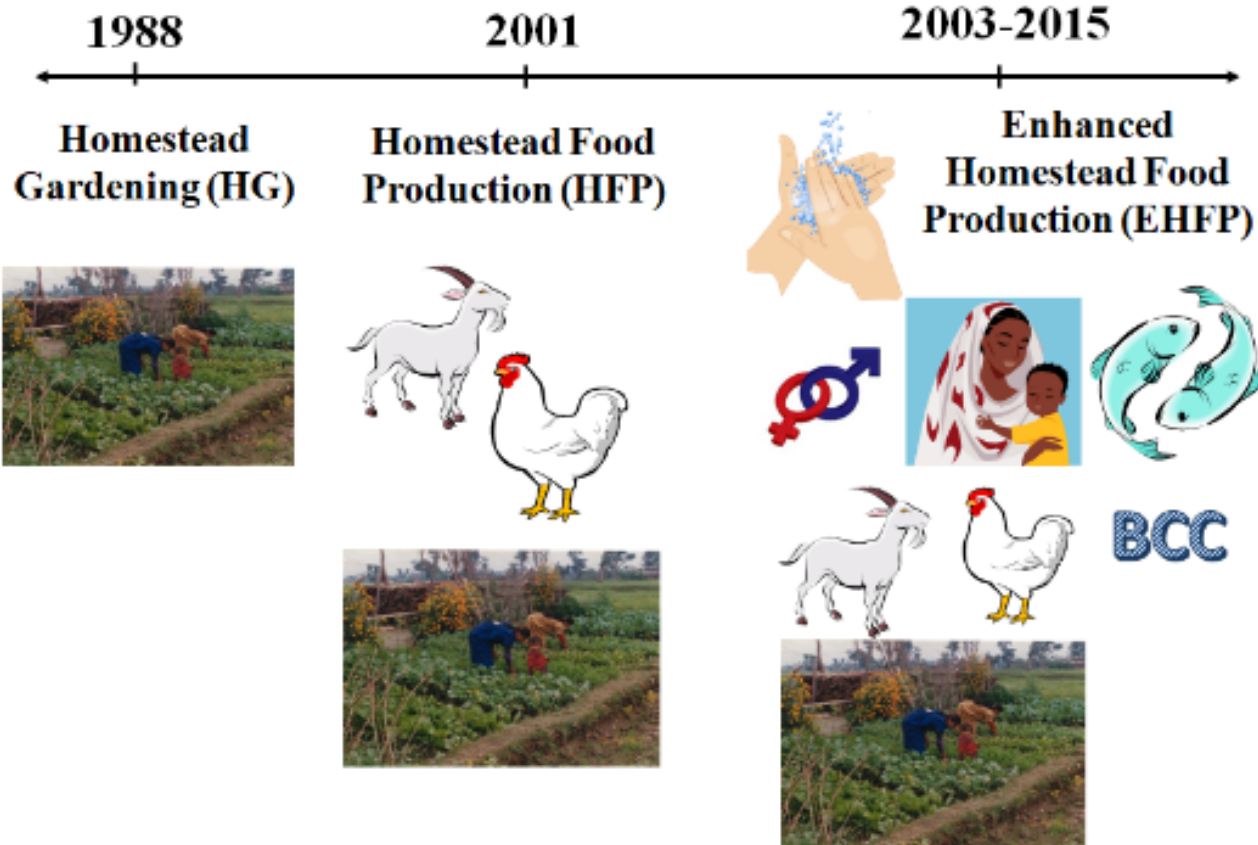 1988
2001
2003-2015
Homestead
Gardening (HG)
Homestead Food
Production (HFP)
Enhanced
Homestead Food
Production (EHFP)
BCC